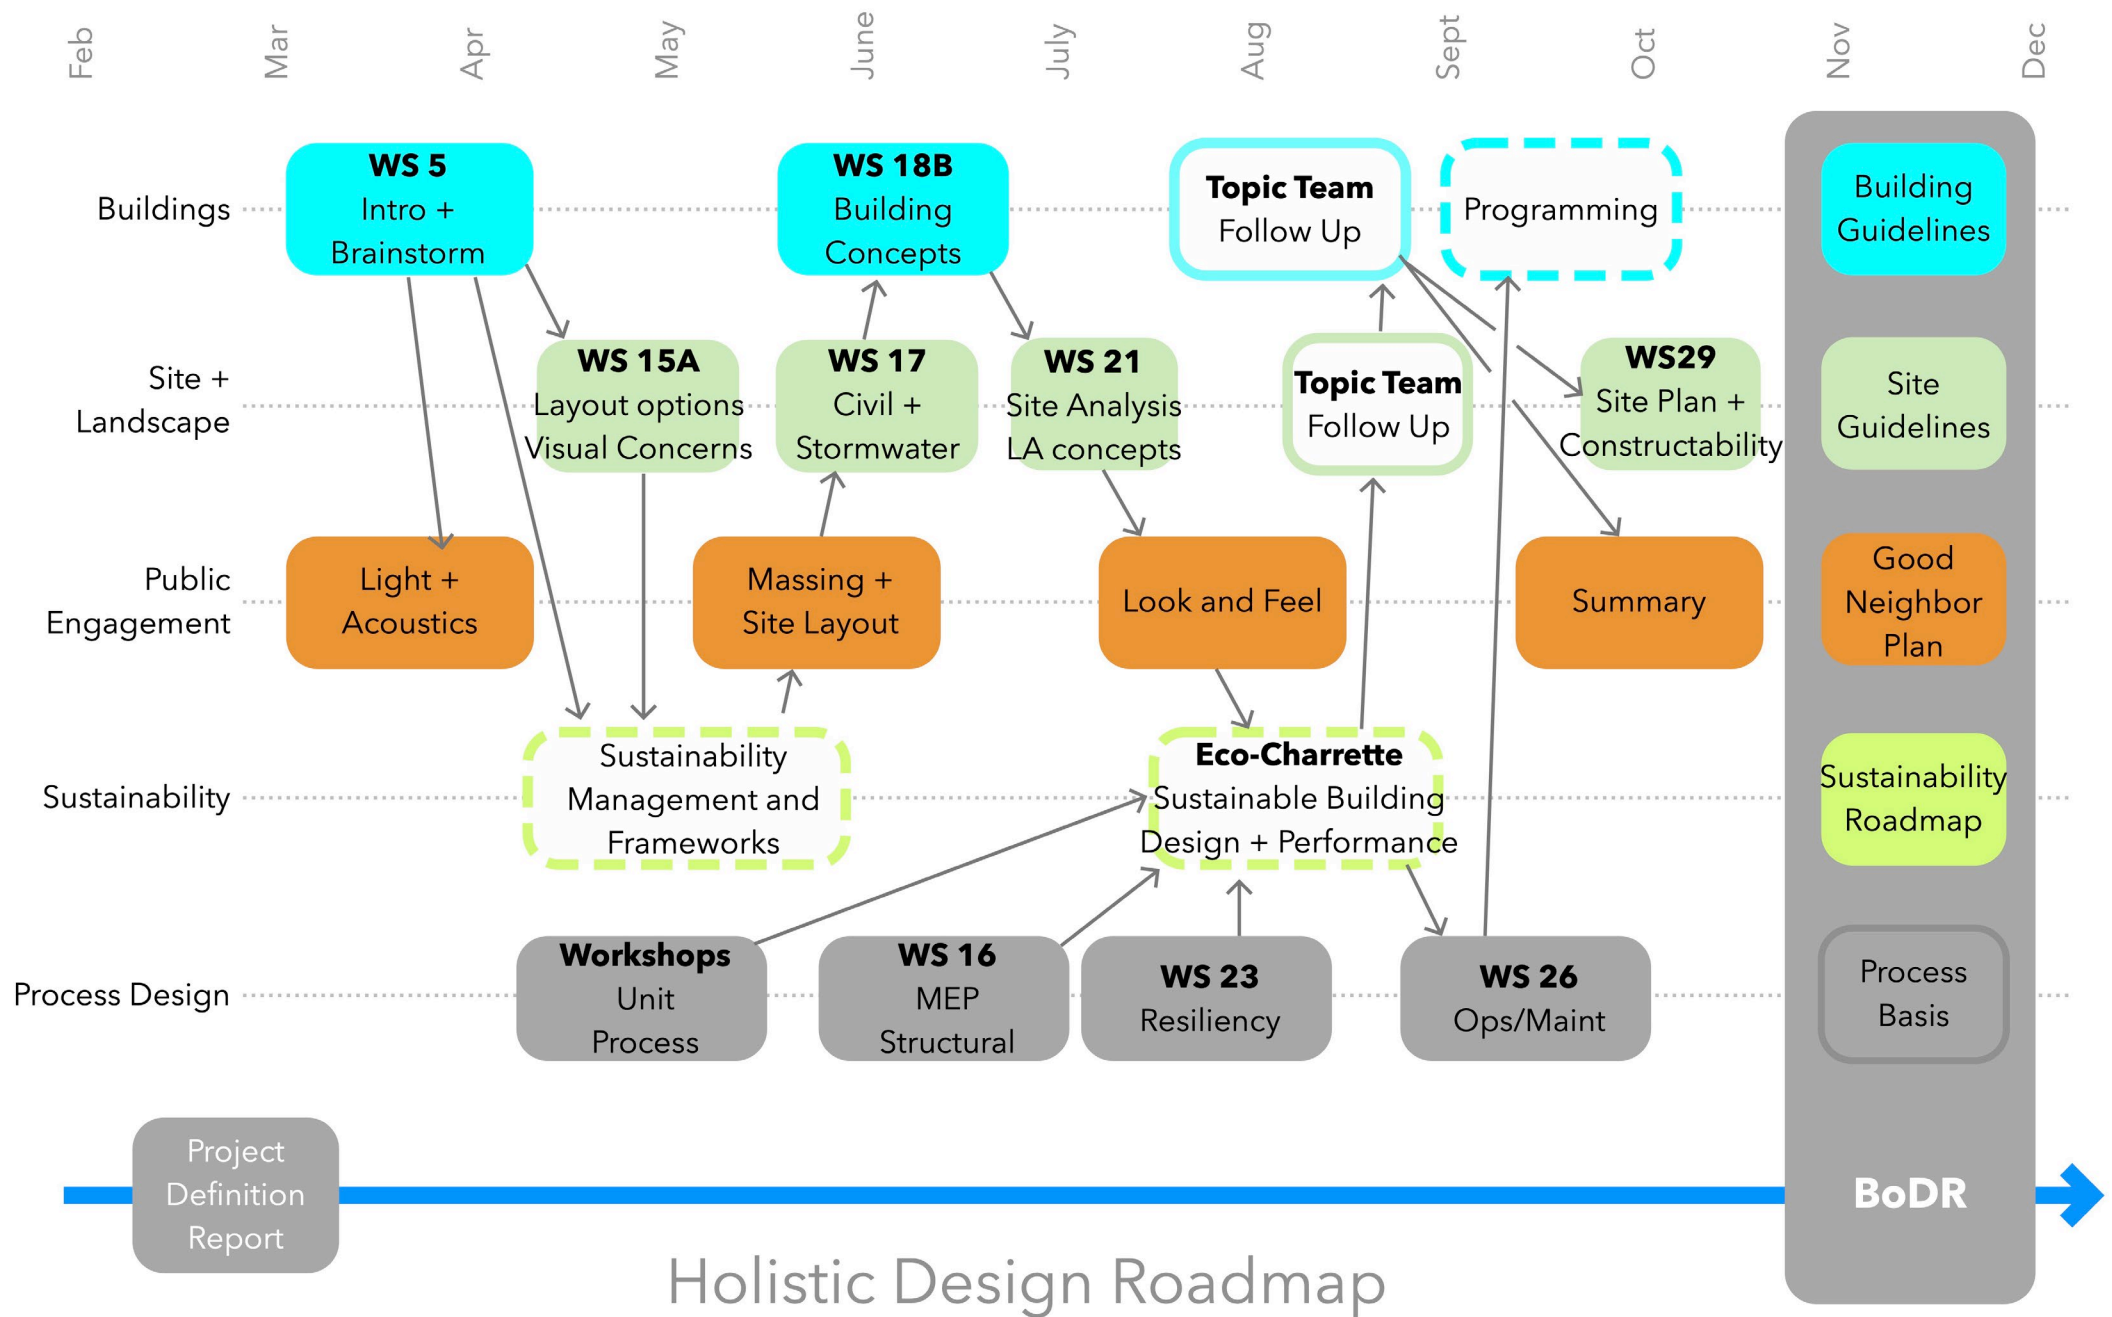 Feb
Mar
Apr
May
June
July
Aug
Sept
Oct
Nov
Dec
Buildings
WS 5
Intro +
Brainstorm
WS 18B
Building
Concepts
Topic Team
Follow Up
Programming
Building
Guidelines
Site +
Landscape
WS 15A
Layout options
Visual Concerns
WS 17
Civil +
Stormwater
WS 21
Site Analysis
LA concepts
Topic Team
Follow Up
WS29
Site Plan +
Constructability
Site
Guidelines
Public
Engagement
Light +
Acoustics
Massing +
Site Layout
Look and Feel
Summary
Good
Neighbor
Plan
Sustainability
Sustainability
Management and
Frameworks
Eco-Charrette
Sustainable Building
Design + Performance
Sustainability
Roadmap
Process Design
Workshops
Unit
Process
WS 16
MEP
Structural
WS 23
Resiliency
WS 26
Ops/Maint
Process
Basis
Project
Definition
Report
BoDR
Holistic Design Roadmap